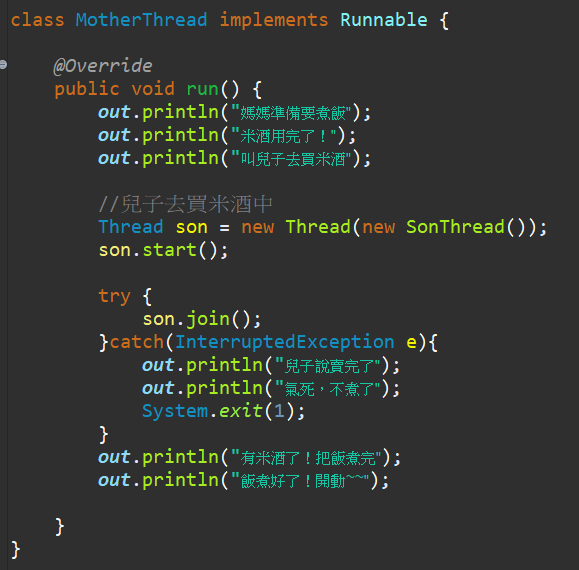 class MotherThread implements Runnable {
@Override
public void run() {
out.println("媽媽準備要煮飯");
out.println("米酒用完了！");
out.println("叫兒子去買米酒");
//兒子去買米酒中
Thread son = new Thread(new SonThread());
son.start();
try {
son.join();
}catch(InterruptedException e){
out.println("兒子說賣完了");
out.println("氣死，不煮了");
System.exit(1);
}
out.println("有米酒了！把飯煮完");
out.println("飯煮好了！開動~~");
}
}